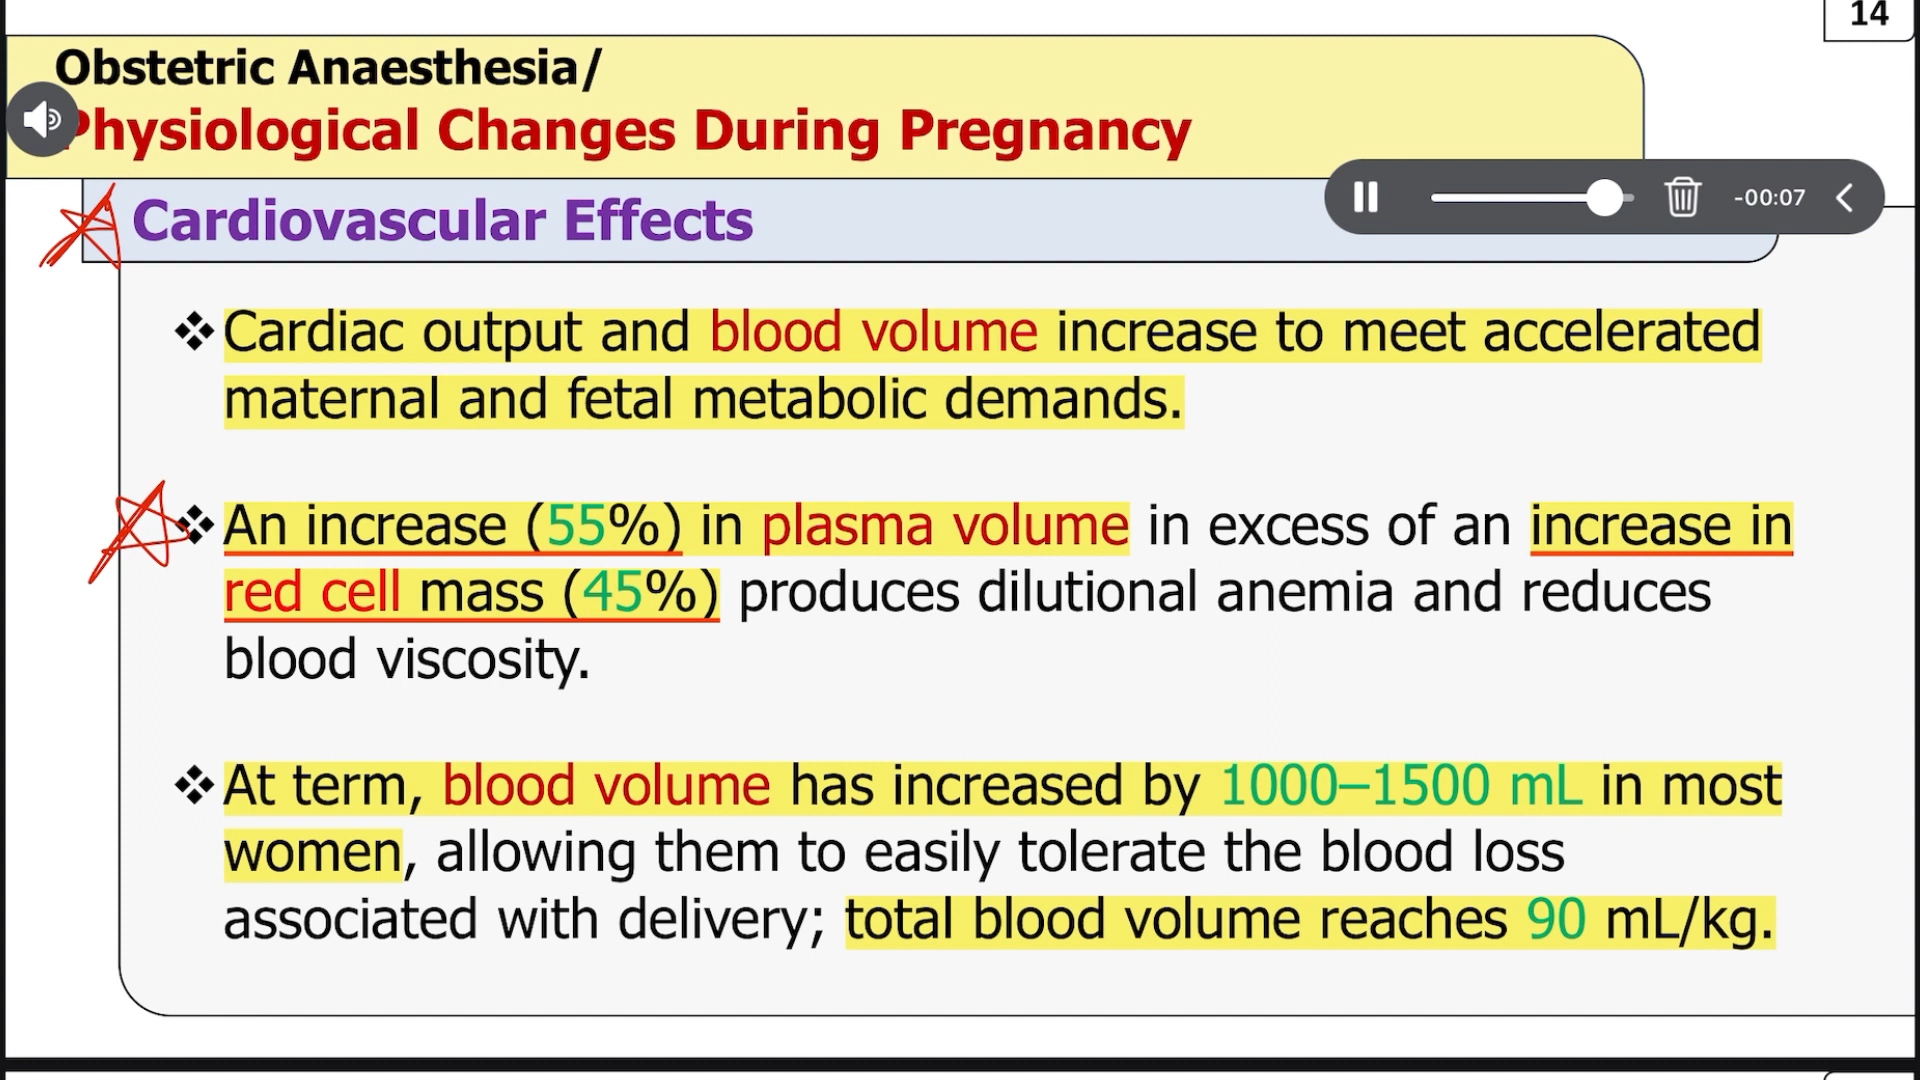 14
Obstetric Anaesthesia/
Physiological Changes During Pregnancy
-00:07
Cardiovascular Effects
❖ Cardiac output and blood volume increase to meet accelerated
maternal and fetal metabolic demands.
❖ An increase (55%) in plasma volume in excess of an increase in
red cell mass (45%) produces dilutional anemia and reduces
blood viscosity.
❖ At term, blood volume has increased by 1000–1500 mL in most
women, allowing them to easily tolerate the blood loss
associated with delivery; total blood volume reaches 90 mL/kg.